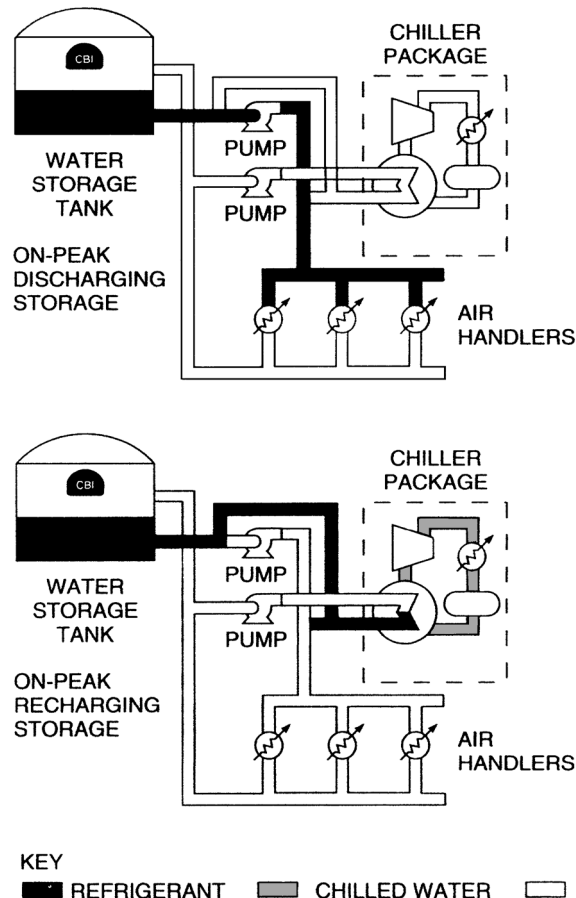 CHILLER
PACKAGE
CBI
PUMP
WATER
STORAGE
TANK
PUMP
ON-PEAK
DISCHARGING
STORAGE
AIR
HANDLERS
CHILLER
PACKAGE
CBI
PUMP
WATER
STORAGE
TANK
PUMP
ON-PEAK
RECHARGING
STORAGE
AIR
HANDLERS
KEY
REFRIGERANT CHILLED WATER